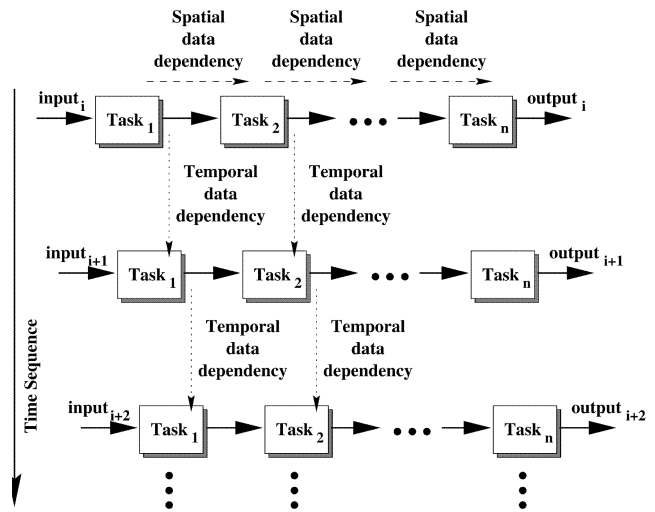 Spatial data dependency
Spatial data dependency
Spatial data dependency
input i
Task 1
Task 2
Task n
output i
Temporal data dependency
Temporal data dependency
input i+1
Task 1
Task 2
Task n
output i+1
Temporal data dependency
Temporal data dependency
input i+2
Task 1
Task 2
Task n
output i+2
Time Sequence